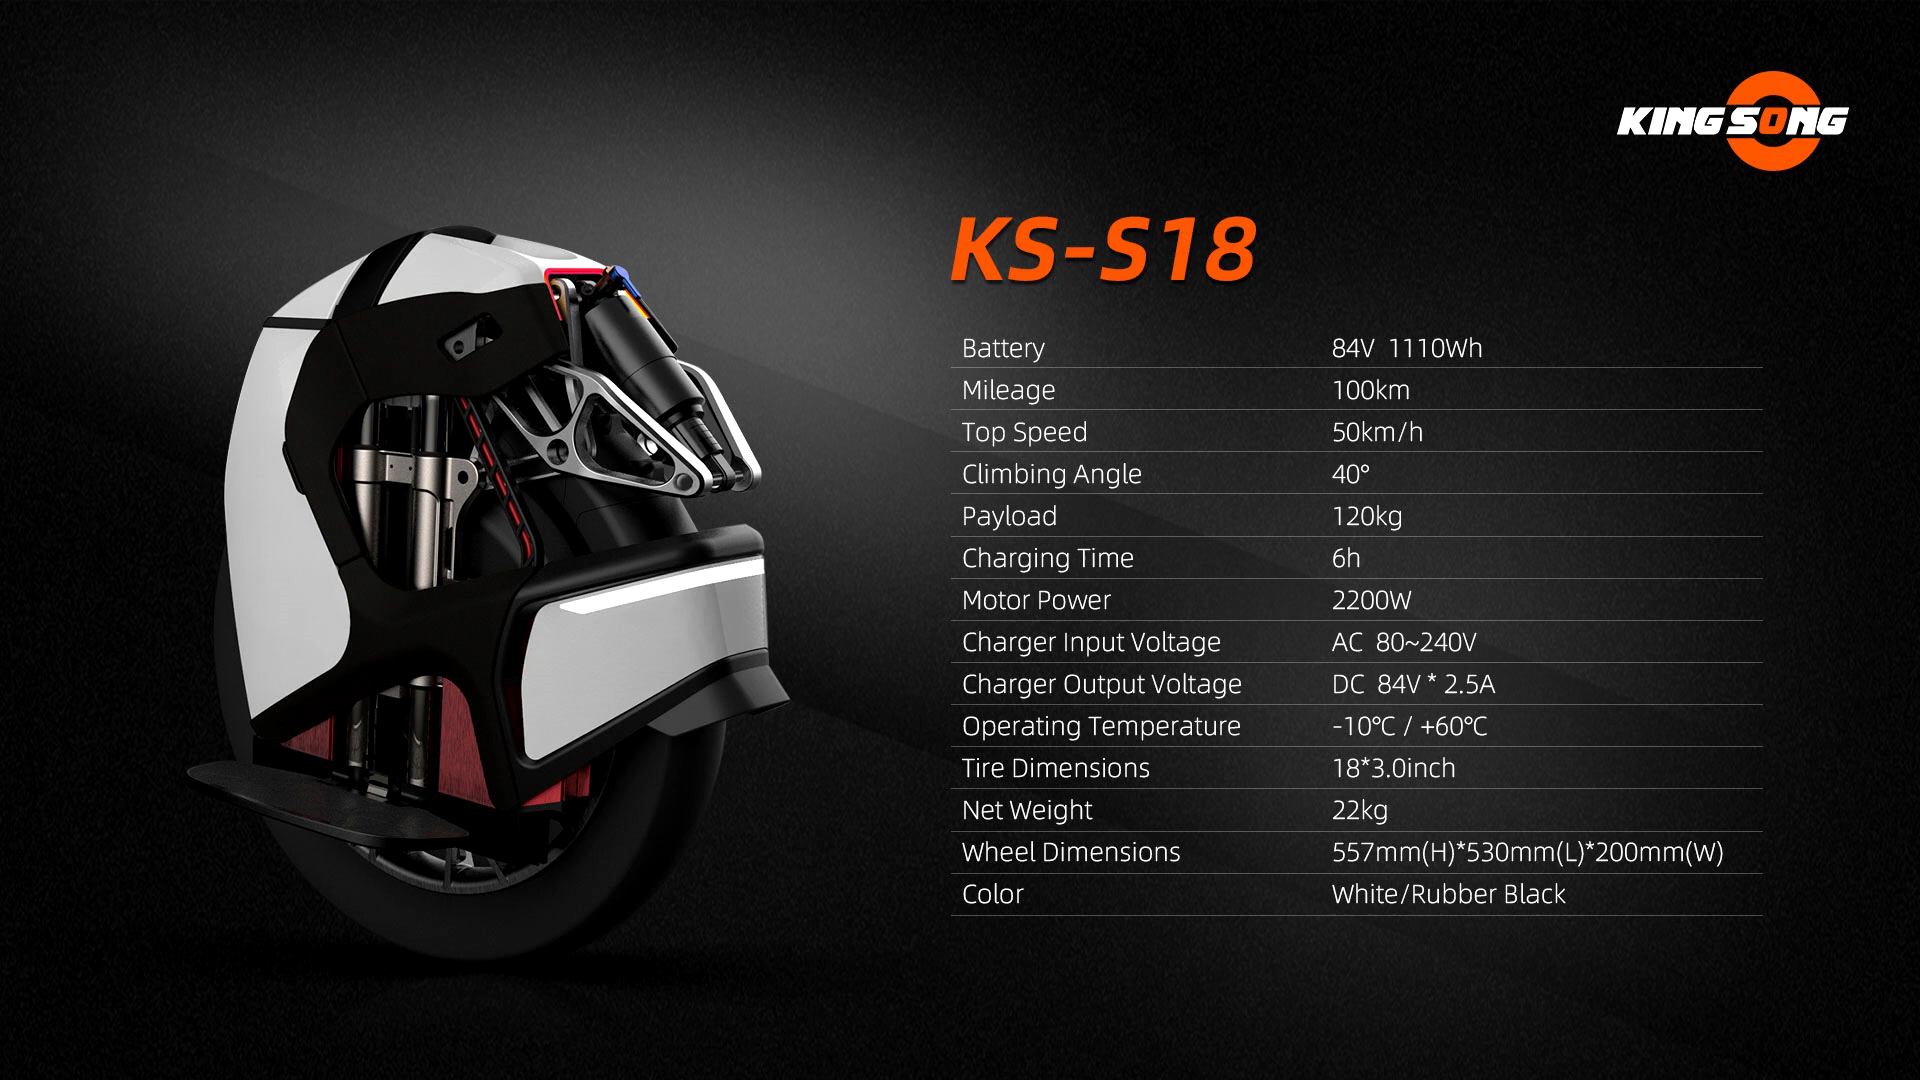 KING SONG
KS-S18
Battery 84V 1110Wh
Mileage 100km
Top Speed 50km/h
Climbing Angle 40°
Payload 120kg
Charging Time 6h
Motor Power 2200W
Charger Input Voltage AC 80~240V
Charger Output Voltage DC 84V * 2.5A
Operating Temperature -10℃ / +60℃
Tire Dimensions 18*3.0inch
Net Weight 22kg
Wheel Dimensions 557mm(H)*530mm(L)*200mm(W)
Color White/Rubber Black